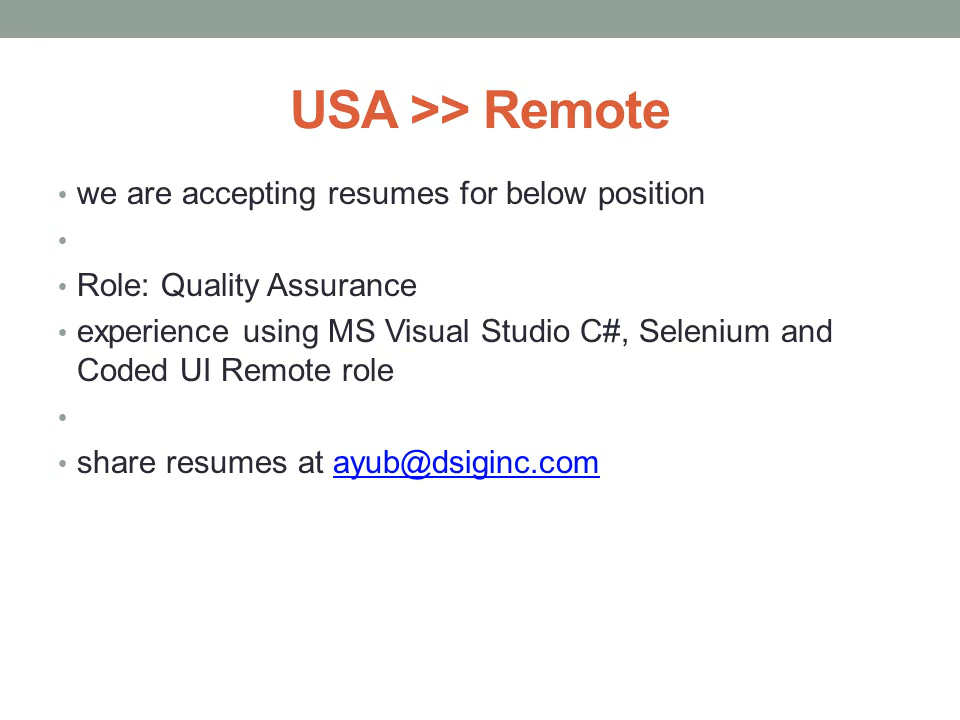 USA >> Remote
• we are accepting resumes for below position
•
• Role: Quality Assurance
• experience using MS Visual Studio C#, Selenium and
Coded UI Remote role
•
• share resumes at ayub@dsiginc.com